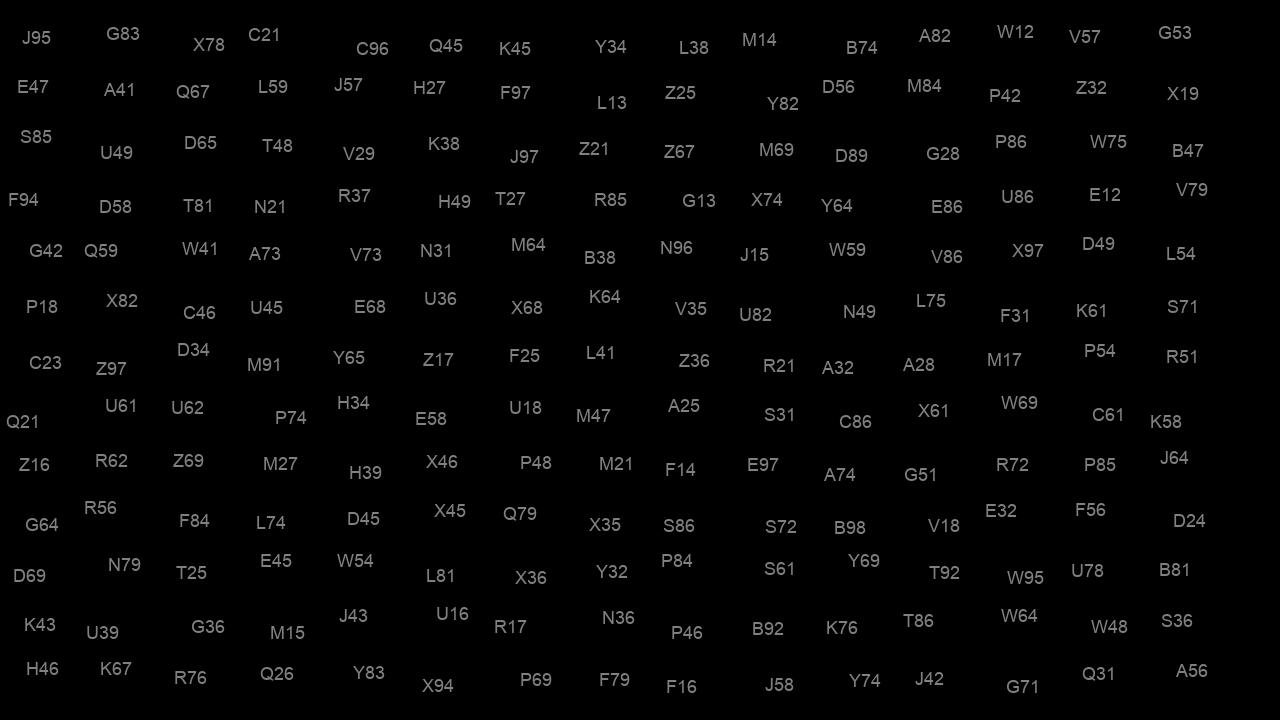 J95 G83 X78 C21 C96 Q45 K45 Y34 L38 M14 B74 A82 W12 V57 G53
E47 A41 Q67 L59 J57 H27 F97 L13 Z25 Y82 D56 M84 P42 Z32 X19
S85 U49 D65 T48 V29 K38 J97 Z21 Z67 M69 D89 G28 P86 W75 B47
F94 D58 T81 N21 R37 H49 T27 R85 G13 X74 Y64 E86 U86 E12 V79
G42 Q59 W41 A73 V73 N31 M64 B38 N96 J15 W59 V86 X97 D49 L54
P18 X82 C46 U45 E68 U36 X68 K64 V35 U82 N49 L75 F31 K61 S71
C23 Z97 D34 M91 Y65 Z17 F25 L41 Z36 R21 A32 A28 M17 P54 R51
Q21 U61 U62 P74 H34 E58 U18 M47 A25 S31 C86 X61 W69 C61 K58
Z16 R62 Z69 M27 H39 X46 P48 M21 F14 E97 A74 G51 R72 P85 J64
G64 R56 F84 L74 D45 X45 Q79 X35 S86 S72 B98 V18 E32 F56 D24
D69 N79 T25 E45 W54 L81 X36 Y32 P84 S61 Y69 T92 W95 U78 B81
K43 U39 G36 M15 J43 U16 R17 N36 P46 B92 K76 T86 W64 W48 S36
H46 K67 R76 Q26 Y83 X94 P69 F79 F16 J58 Y74 J42 G71 Q31 A56